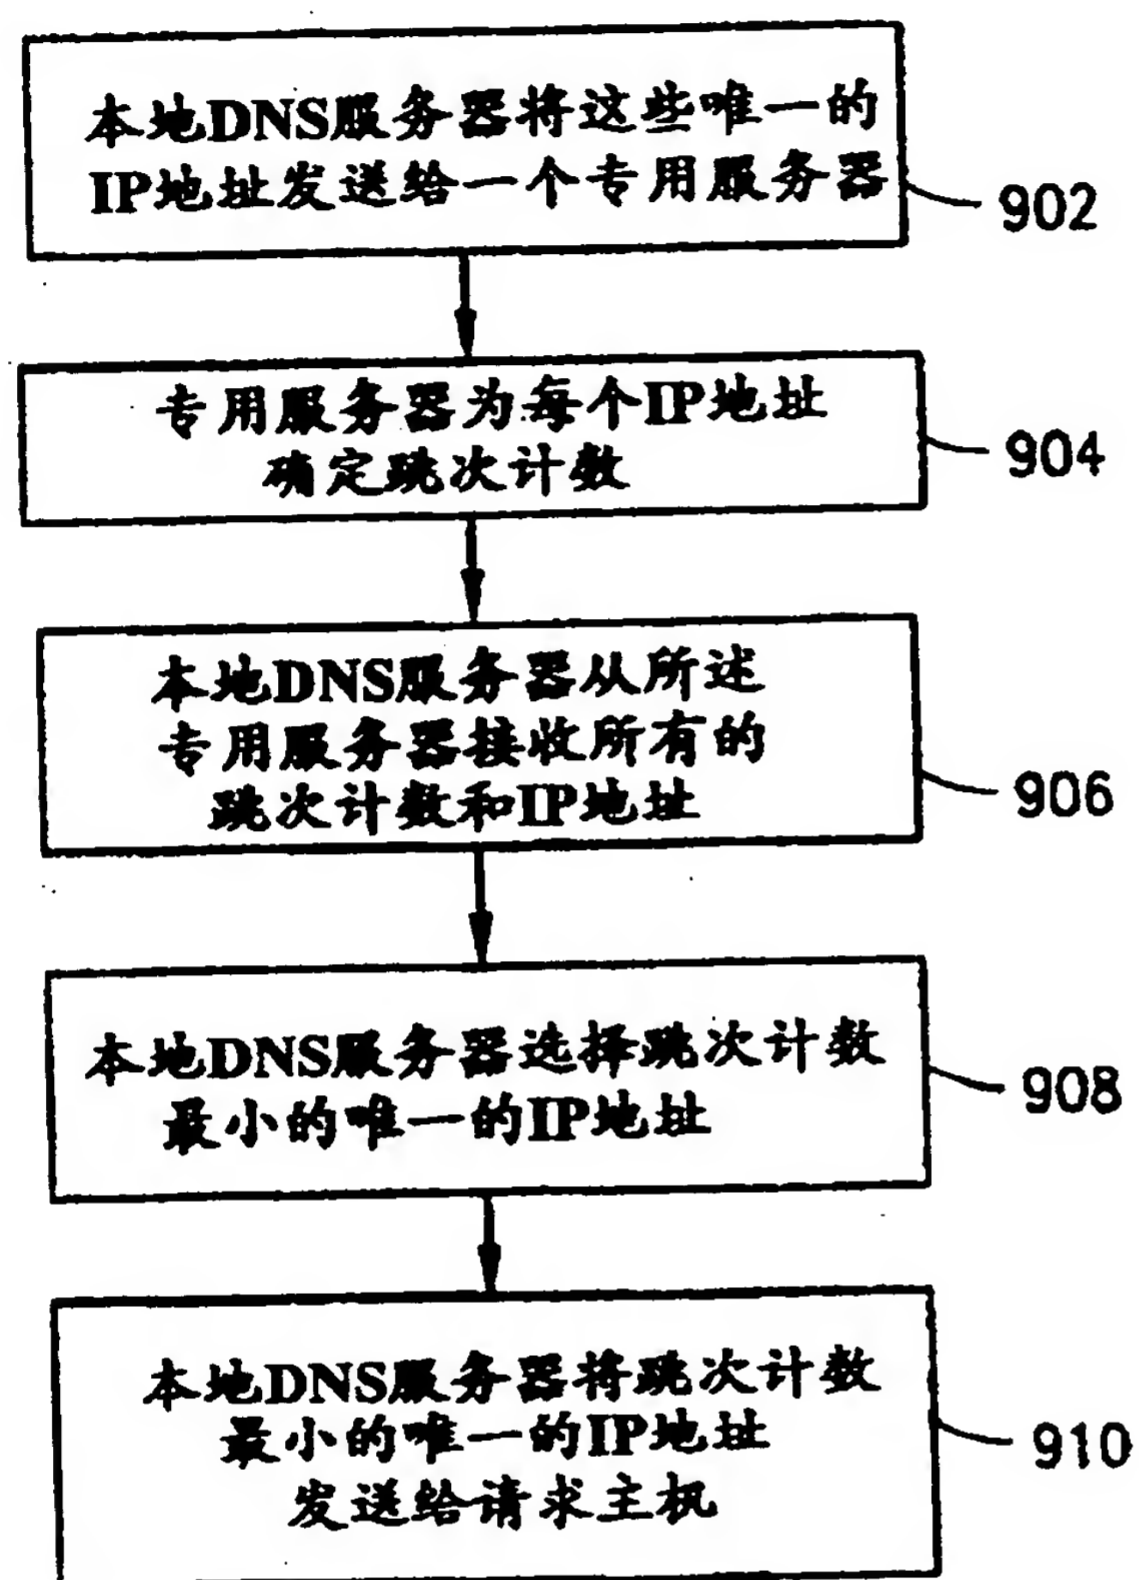 本地DNS服务器将这些唯一的
IP地址发送给一个专用服务器
902
专用服务器为每个IP地址
确定跳次计数
904
本地DNS服务器从所述
专用服务器接收所有的
跳次计数和IP地址
906
本地DNS服务器选择跳次计数
最小的唯一的IP地址
908
本地DNS服务器将跳次计数
最小的唯一的IP地址
发送给请求主机
910